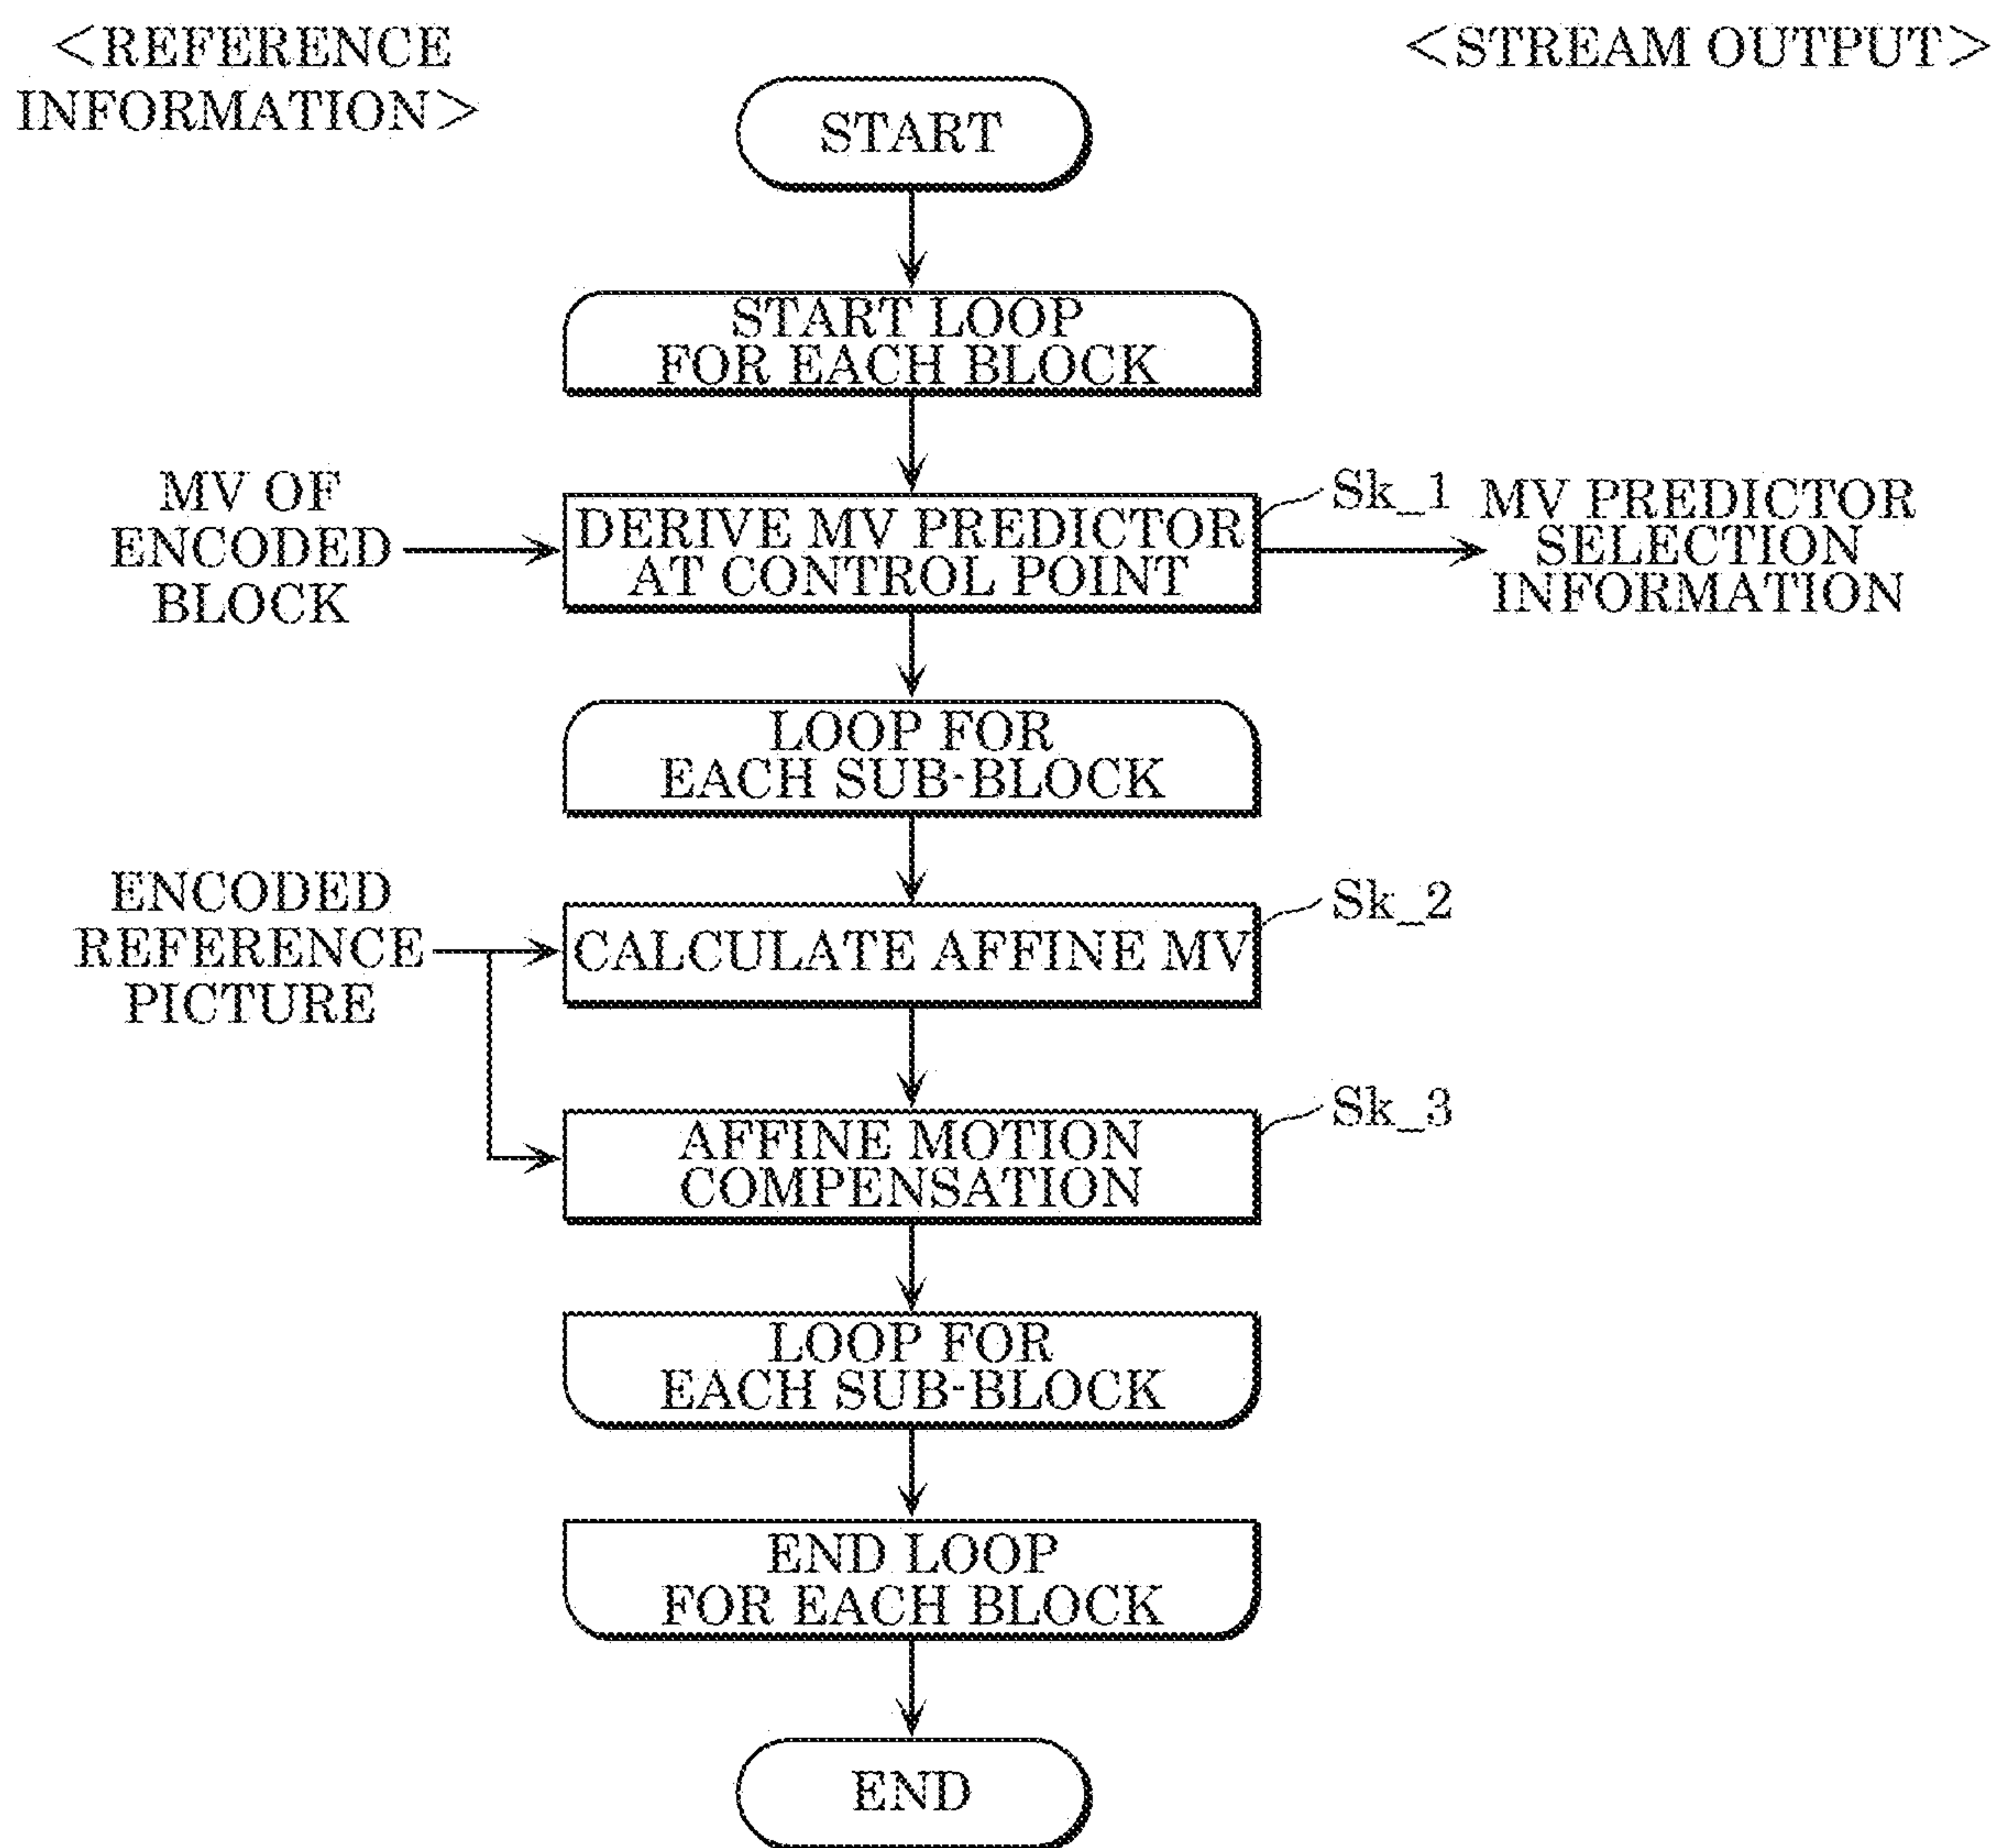 <REFERENCE
INFORMATION>
<STREAM OUTPUT>
START
START LOOP
FOR EACH BLOCK
MV OF
ENCODED
BLOCK
DERIVE MV PREDICTOR
AT CONTROL POINT
Sk_1
MV PREDICTOR
SELECTION
INFORMATION
LOOP FOR
EACH SUB-BLOCK
ENCODED
REFERENCE
PICTURE
CALCULATE AFFINE MV
Sk_2
AFFINE MOTION
COMPENSATION
Sk_3
LOOP FOR
EACH SUB-BLOCK
END LOOP
FOR EACH BLOCK
END